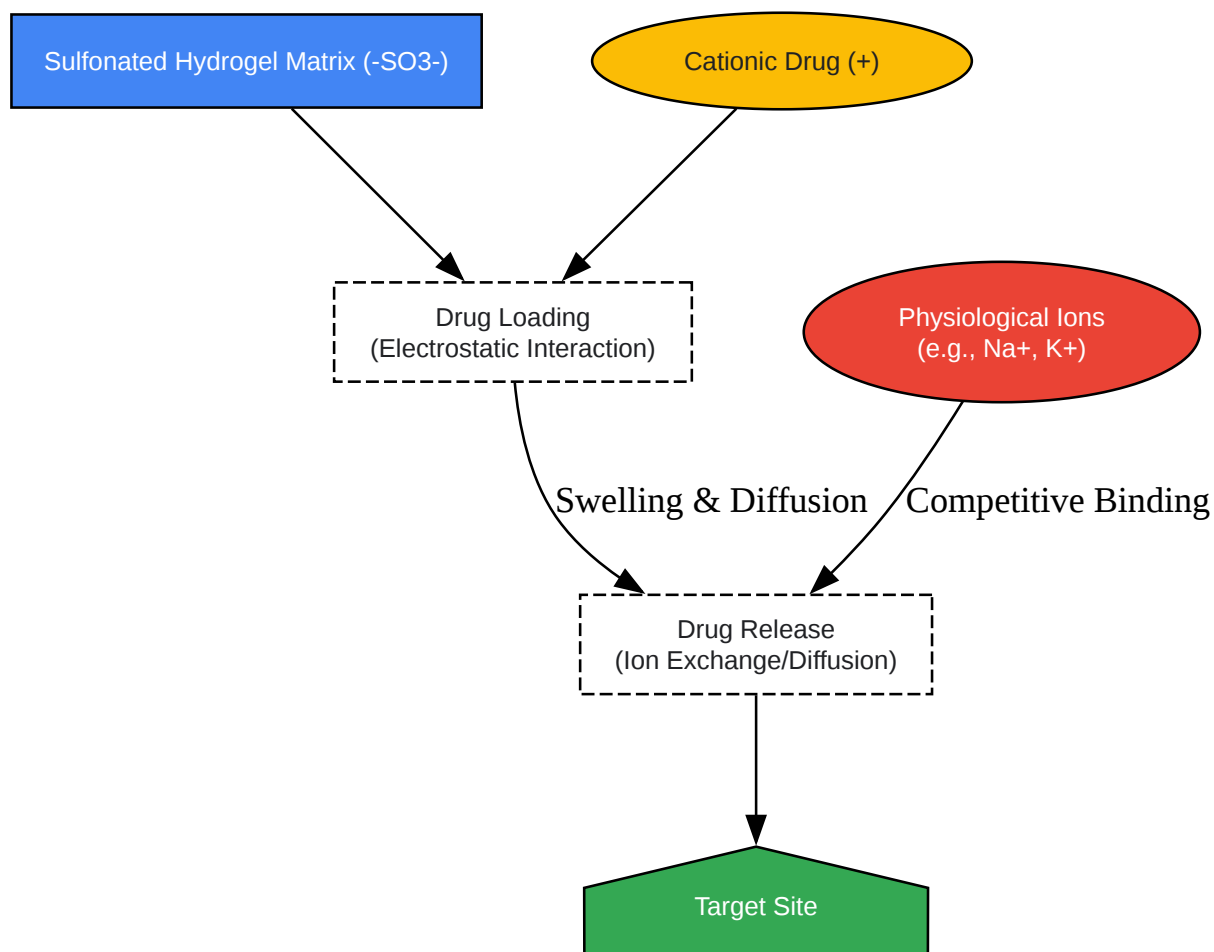 Sulfonated Hydrogel Matrix (-SO3-)
Cationic Drug (+)
Drug Loading
(Electrostatic Interaction)
Physiological Ions
(e.g., Na+, K+)
Swelling & Diffusion
Competitive Binding
Drug Release
(Ion Exchange/Diffusion)
Target Site